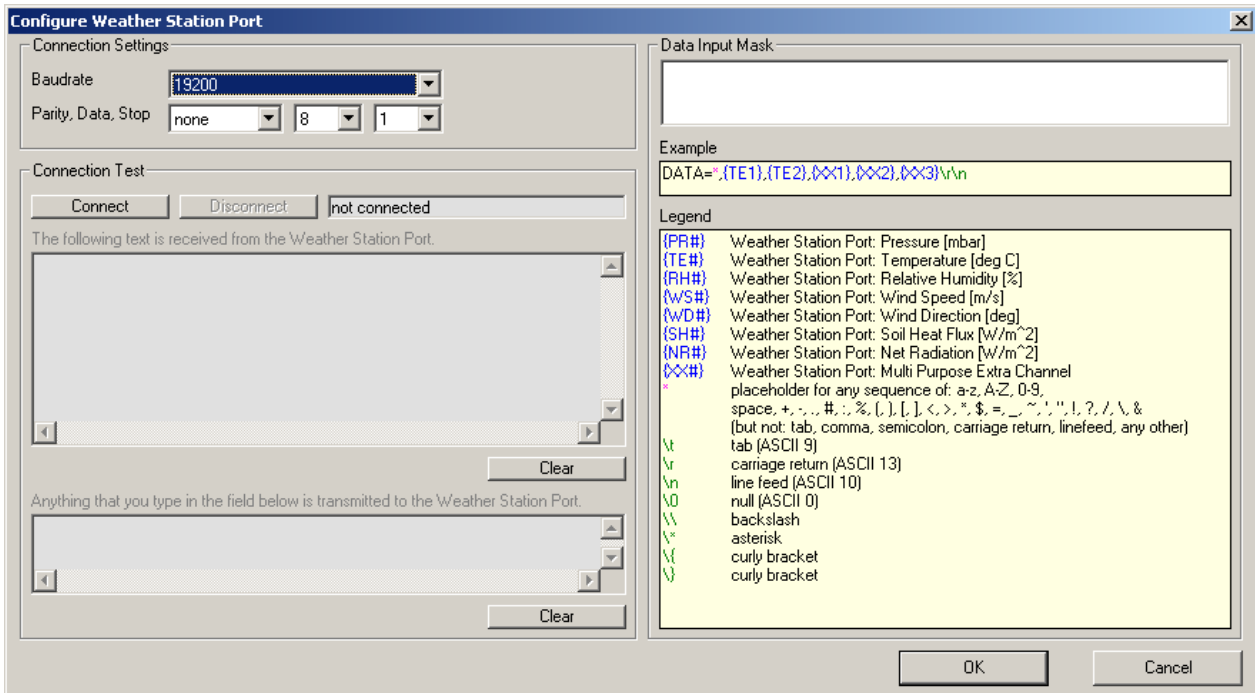 Configure Weather Station Port
Connection Settings
Baudrate
19200
Parity, Data, Stop
none
8
1
Connection Test
Connect
Disconnect
not connected
The following text is received from the Weather Station Port.
Clear
Anything that you type in the field below is transmitted to the Weather Station Port.
Clear
Data Input Mask
Example
DATA=*,{TE1},{TE2},{XX1},{XX2},{XX3}\r\n
Legend
{PR#} Weather Station Port: Pressure [mbar]
{TE#} Weather Station Port: Temperature [deg C]
{RH#} Weather Station Port: Relative Humidity [%]
{WS#} Weather Station Port: Wind Speed [m/s]
{WD#} Weather Station Port: Wind Direction [deg]
{SH#} Weather Station Port: Soil Heat Flux [W/m^2]
{NR#} Weather Station Port: Net Radiation [W/m^2]
{XX#} Weather Station Port: Multi Purpose Extra Channel
* placeholder for any sequence of: a-z, A-Z, 0-9,
space, +, -, ., #, :, %, (, ), [, ], <, >, *, $, =, _, ~, ', ", !, ?, /, \, &
(but not: tab, comma, semicolon, carriage return, linefeed, any other)
\t tab (ASCII 9)
\r carriage return (ASCII 13)
\n line feed (ASCII 10)
\0 null (ASCII 0)
\\ backslash
\* asterisk
\{ curly bracket
\} curly bracket
OK
Cancel